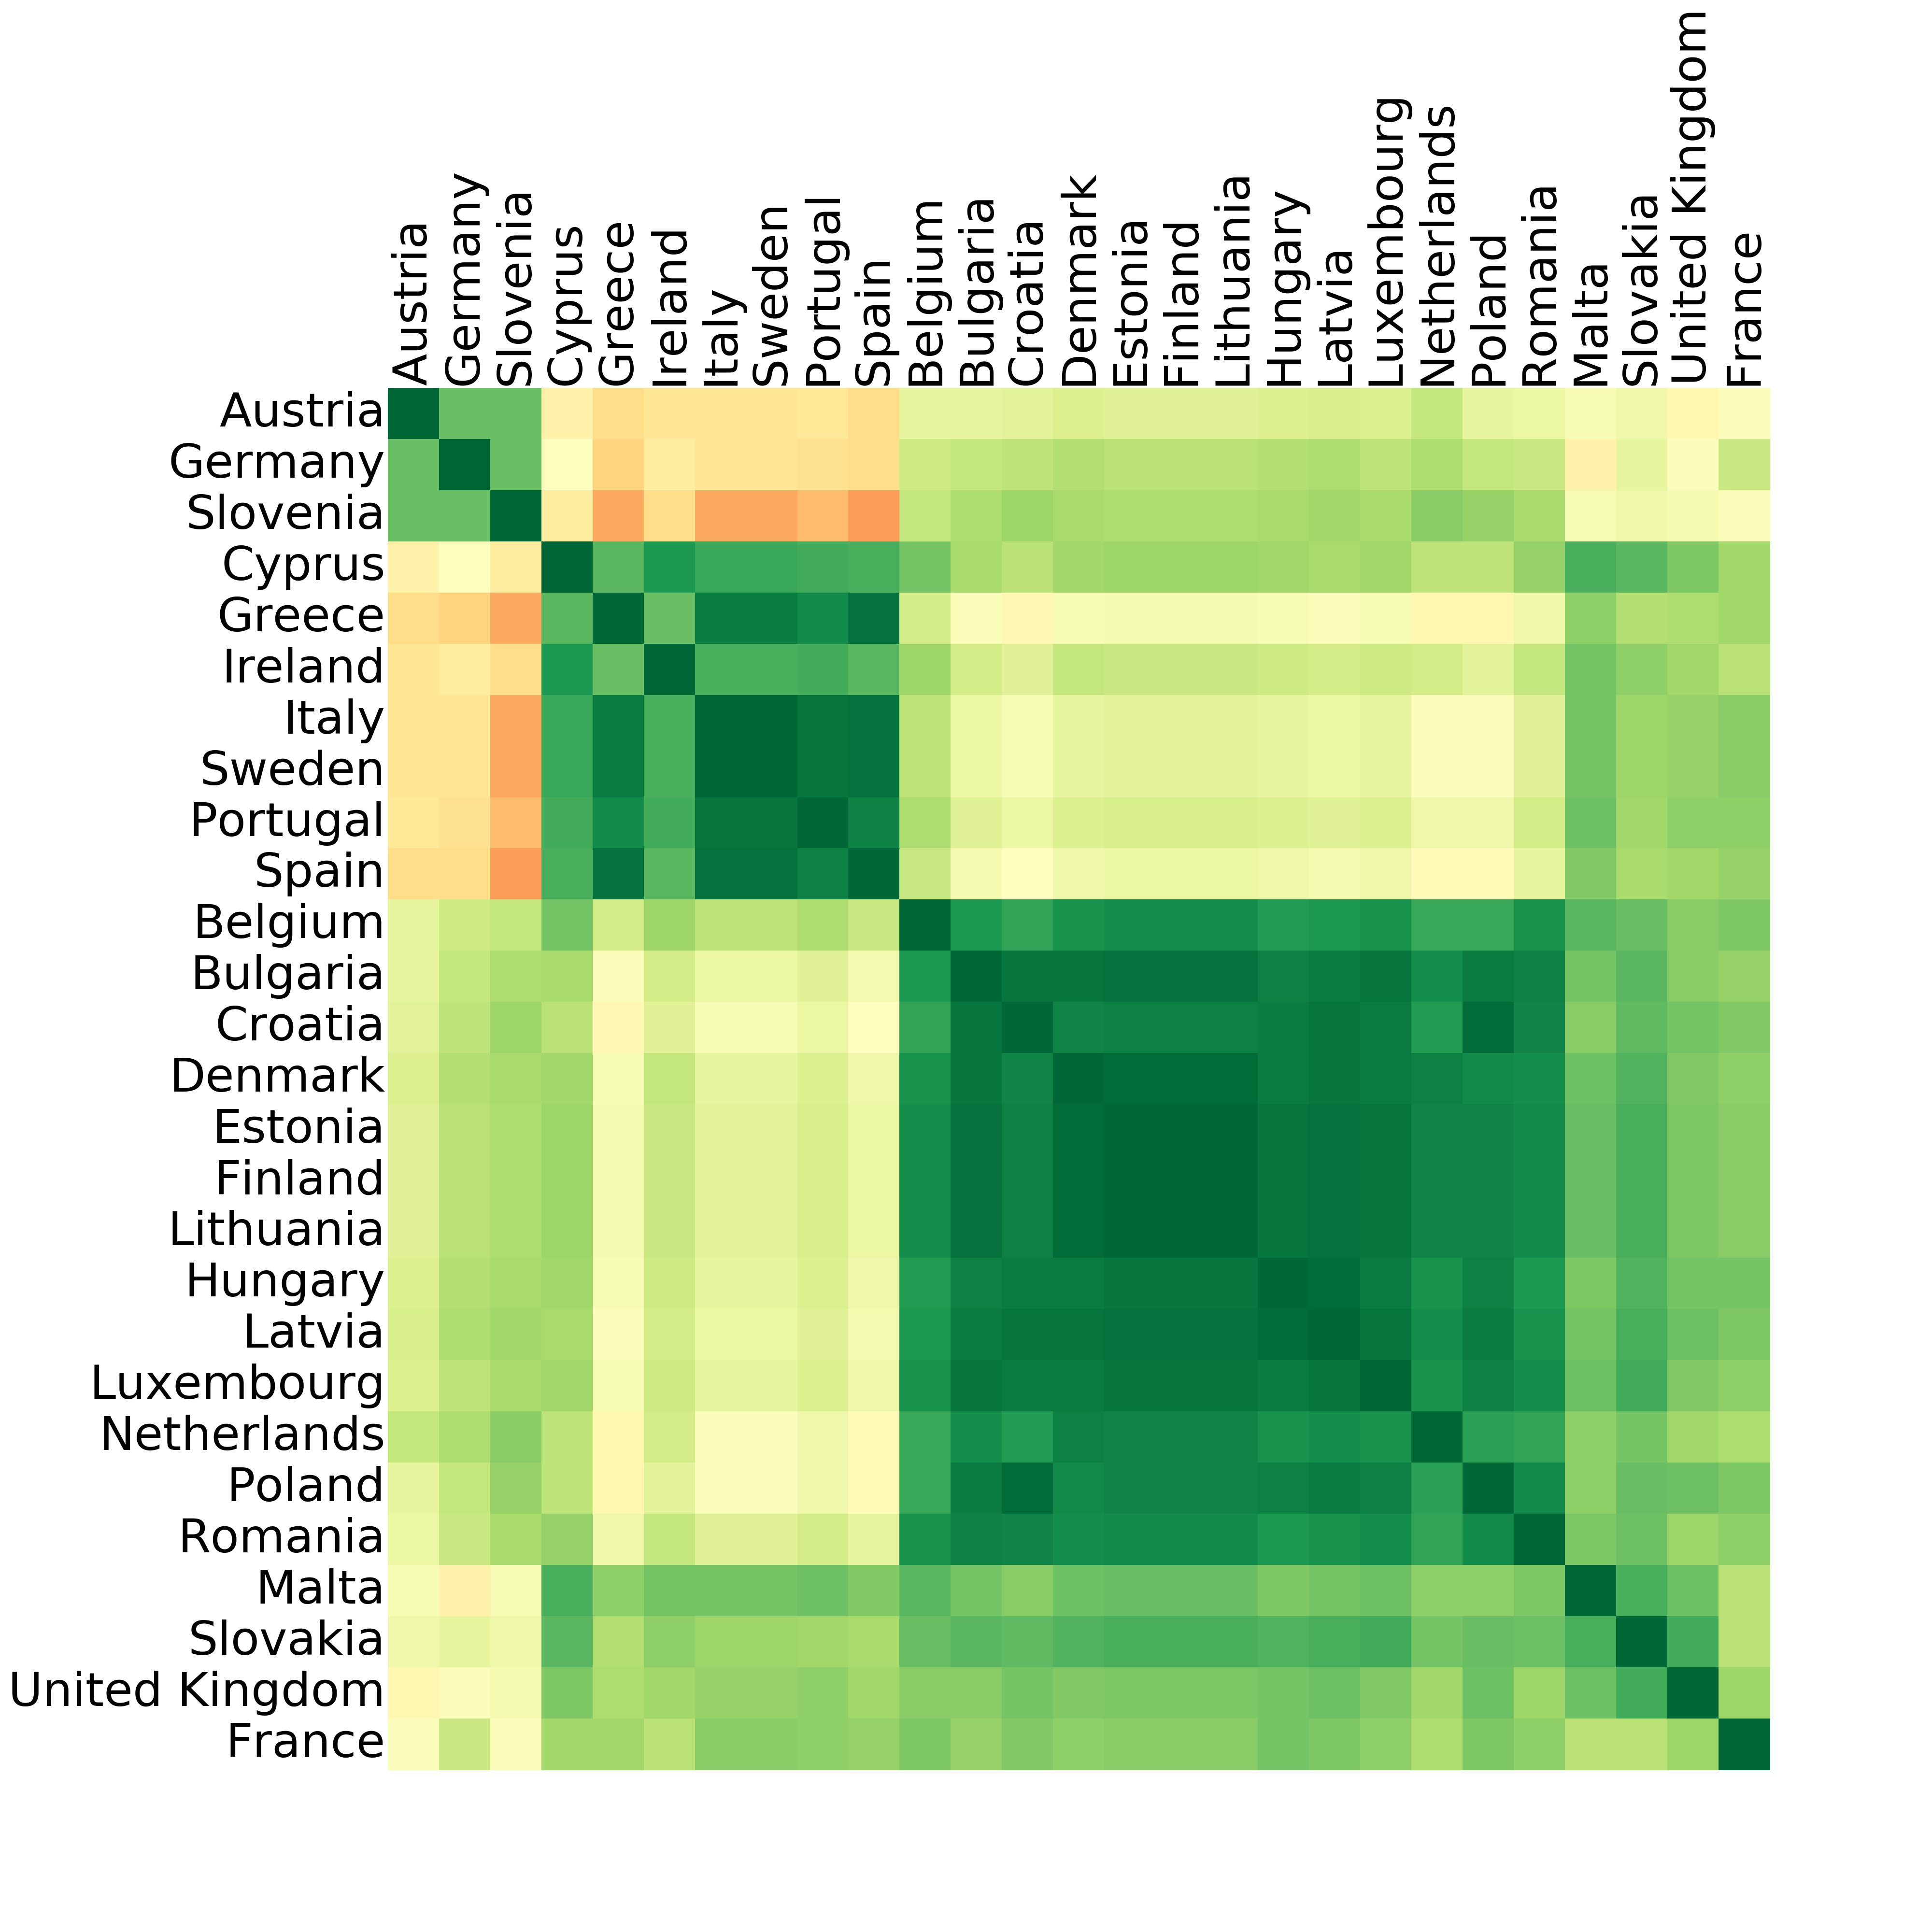 Austria
Germany
Slovenia
Cyprus
Greece
Ireland
Italy
Sweden
Portugal
Spain
Belgium
Bulgaria
Croatia
Denmark
Estonia
Finland
Lithuania
Hungary
Latvia
Luxembourg
Netherlands
Poland
Romania
Malta
Slovakia
United Kingdom
France
Austria
Germany
Slovenia
Cyprus
Greece
Ireland
Italy
Sweden
Portugal
Spain
Belgium
Bulgaria
Croatia
Denmark
Estonia
Finland
Lithuania
Hungary
Latvia
Luxembourg
Netherlands
Poland
Romania
Malta
Slovakia
United Kingdom
France